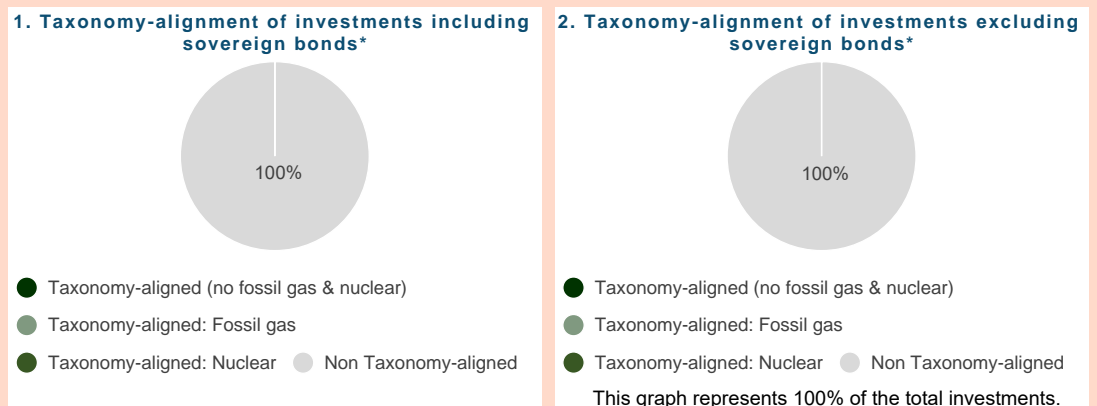 1. Taxonomy-alignment of investments including
sovereign bonds*
100%
Taxonomy-aligned (no fossil gas & nuclear)
Taxonomy-aligned: Fossil gas
Taxonomy-aligned: Nuclear Non Taxonomy-aligned
2. Taxonomy-alignment of investments excluding
sovereign bonds*
100%
Taxonomy-aligned (no fossil gas & nuclear)
Taxonomy-aligned: Fossil gas
Taxonomy-aligned: Nuclear Non Taxonomy-aligned
This graph represents 100% of the total investments.